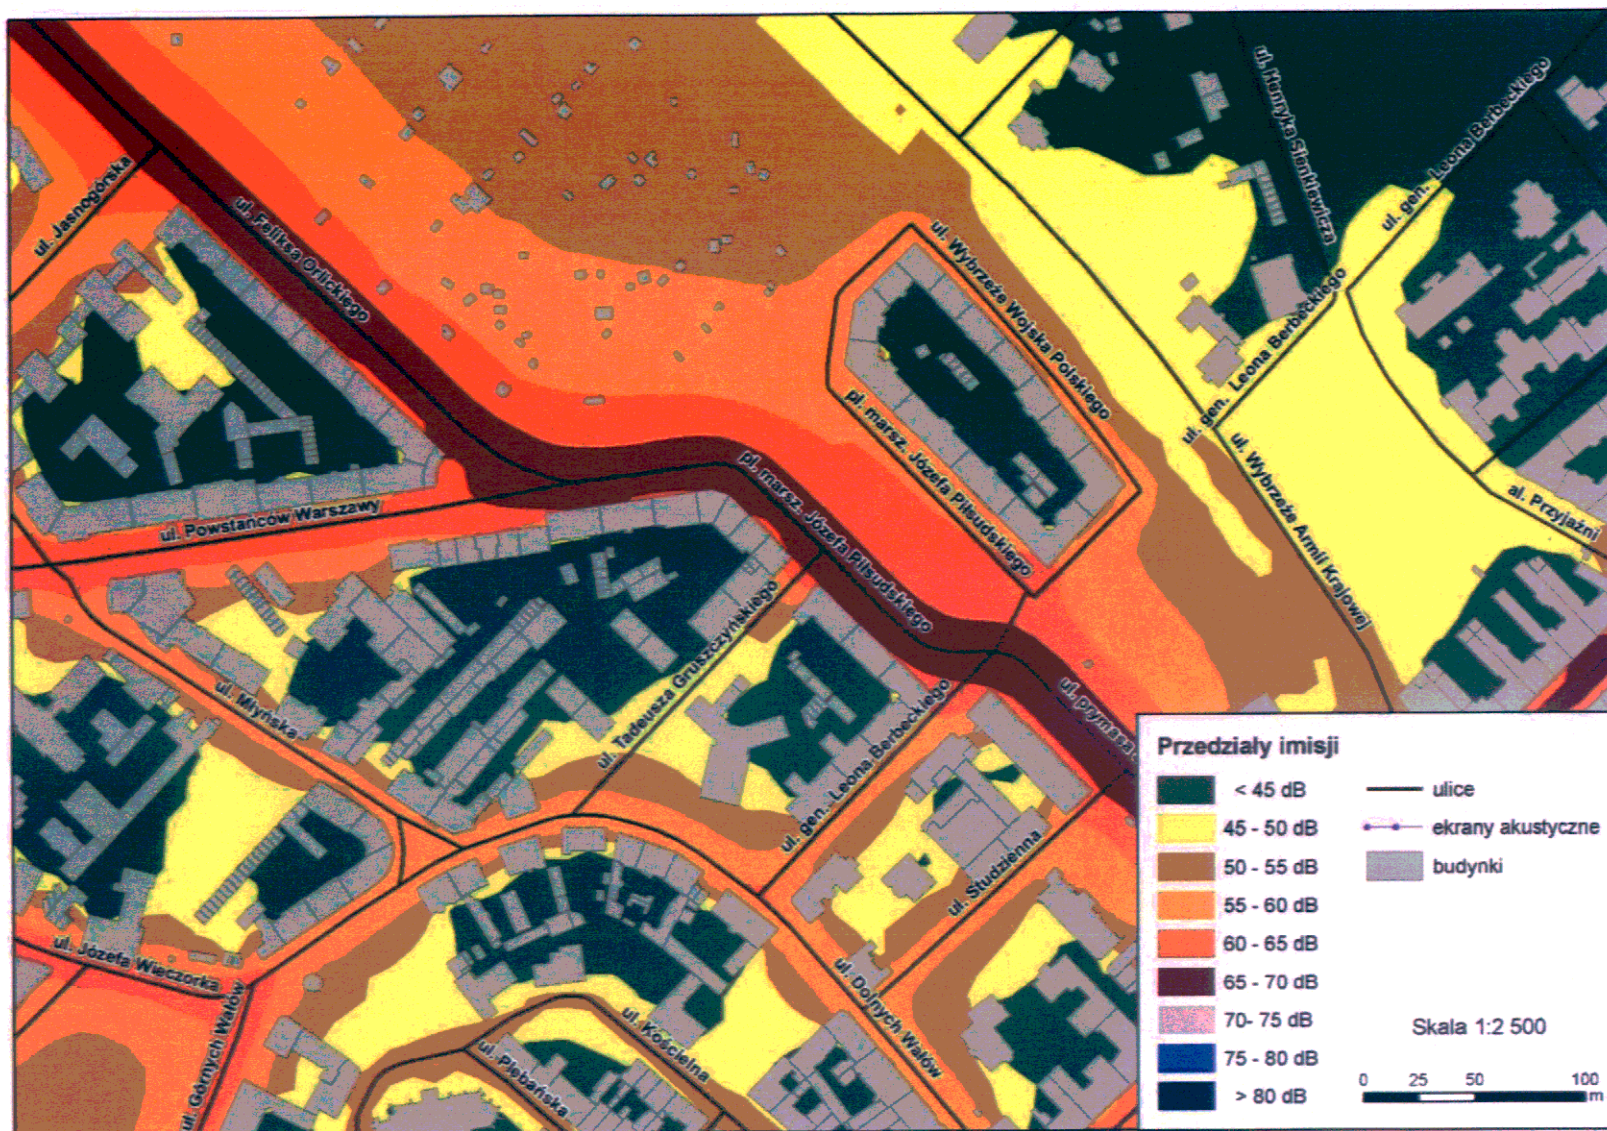 ul. Henryka Sienkiewicza
ul. gen. Leona Berbeckiego
ul. Jasnogórska
ul. Feliksa Orlickiego
ul. Wybrzeże Wojska Polskiego
ul. gen. Leona Berbeckiego
pl. marsz. Józefa Piłsudskiego
ul. Wybrzeże Armii Krajowej
al. Przyjaźni
ul. Powstańców Warszawy
pl. marsz. Józefa Piłsudskiego
ul. Tadeusza Gruszczyńskiego
ul. Młyńska
ul. gen. Leona Berbeckiego
ul. prymasa
ul. Studzienna
ul. Józefa Wieczorka
ul. Górnych Wałów
ul. Dolnych Wałów
ul. Kościelna
ul. Plebańska
Przedziały imisji
< 45 dB
45 - 50 dB
50 - 55 dB
55 - 60 dB
60 - 65 dB
65 - 70 dB
70- 75 dB
75 - 80 dB
> 80 dB
ulice
ekrany akustyczne
budynki
Skala 1:2 500
0 25 50 100
m